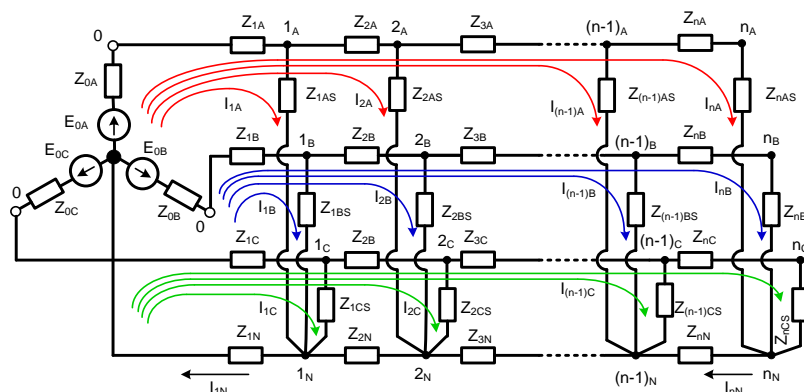 0 Z1A 1A Z2A 2A Z3A (n-1)A ZnA nA
Z0A Z1AS Z2AS Z(n-1)AS ZnAS
I1A I2A I(n-1)A InA
E0A
E0C E0B Z1B 1B Z2B 2B Z3B (n-1)B ZnB nB
0 Z0C Z0B 0 I1B I2B I(n-1)B InB
Z1BS Z2BS Z(n-1)BS ZnB
Z1C 1C Z2B 2C Z3C (n-1)C ZnC nC
I1C Z1CS I2C Z2CS I(n-1)C Z(n-1)CS ZnCS
Z1N Z2N Z3N ZnN
I1N 1N 2N (n-1)N InN nN